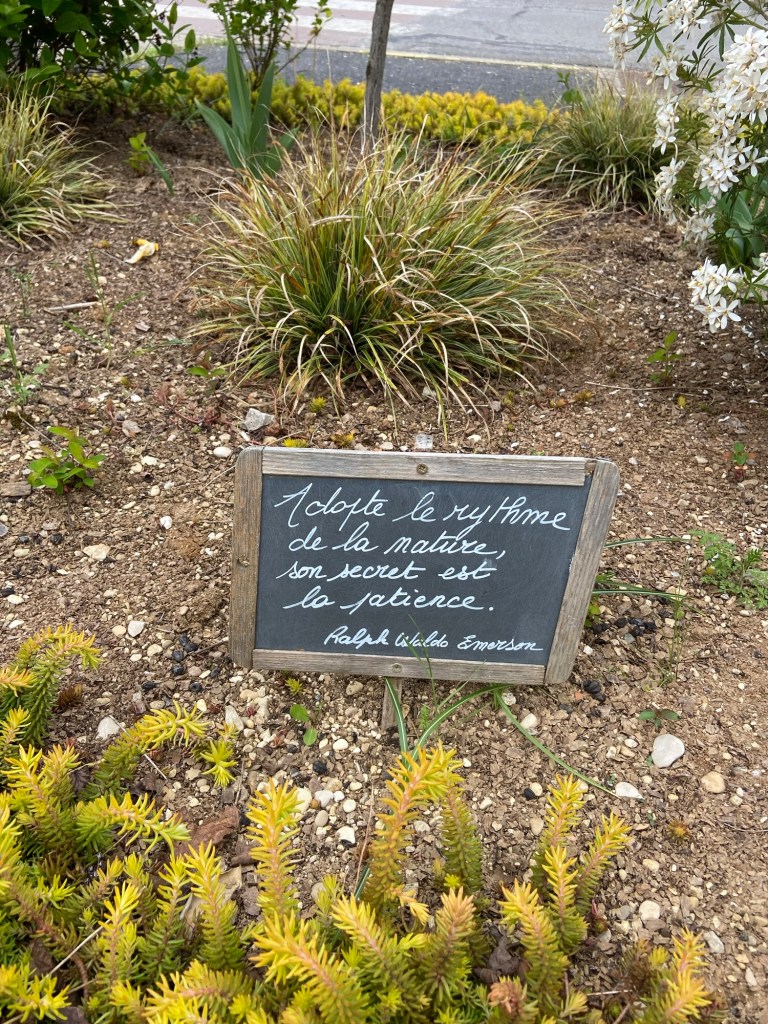 Adopte le rythme
de la nature,
son secret est
la patience.
Ralph Waldo Emerson